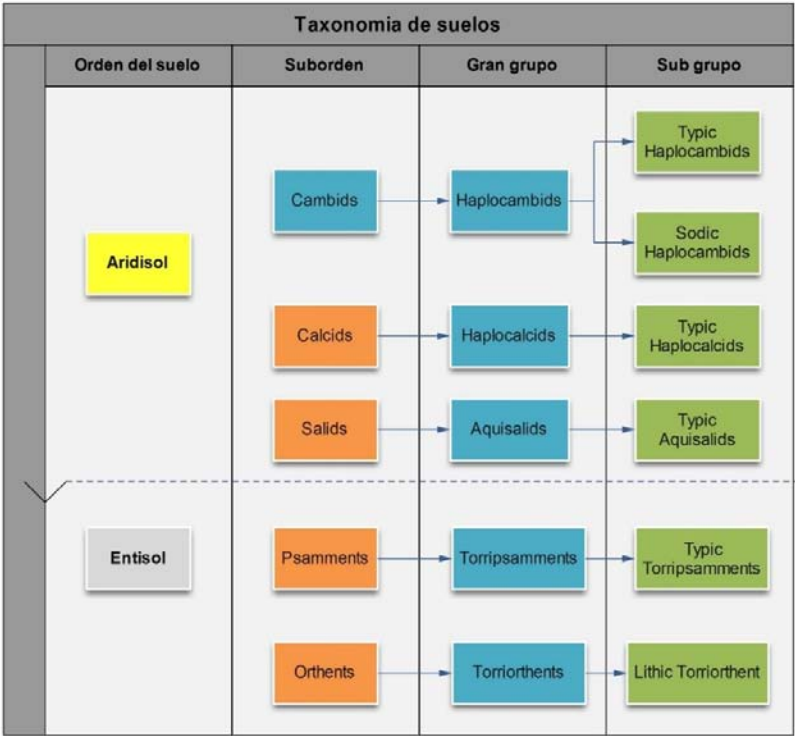 Taxonomia de suelos
Orden del suelo
Suborden
Gran grupo
Sub grupo
Aridisol
Cambids
Haplocambids
Typic
Haplocambids
Sodic
Haplocambids
Calcids
Haplocalcids
Typic
Haplocalcids
Salids
Aquisalids
Typic
Aquisalids
Entisol
Psamments
Torripsamments
Typic
Torripsamments
Orthents
Torriorthents
Lithic Torriorthent